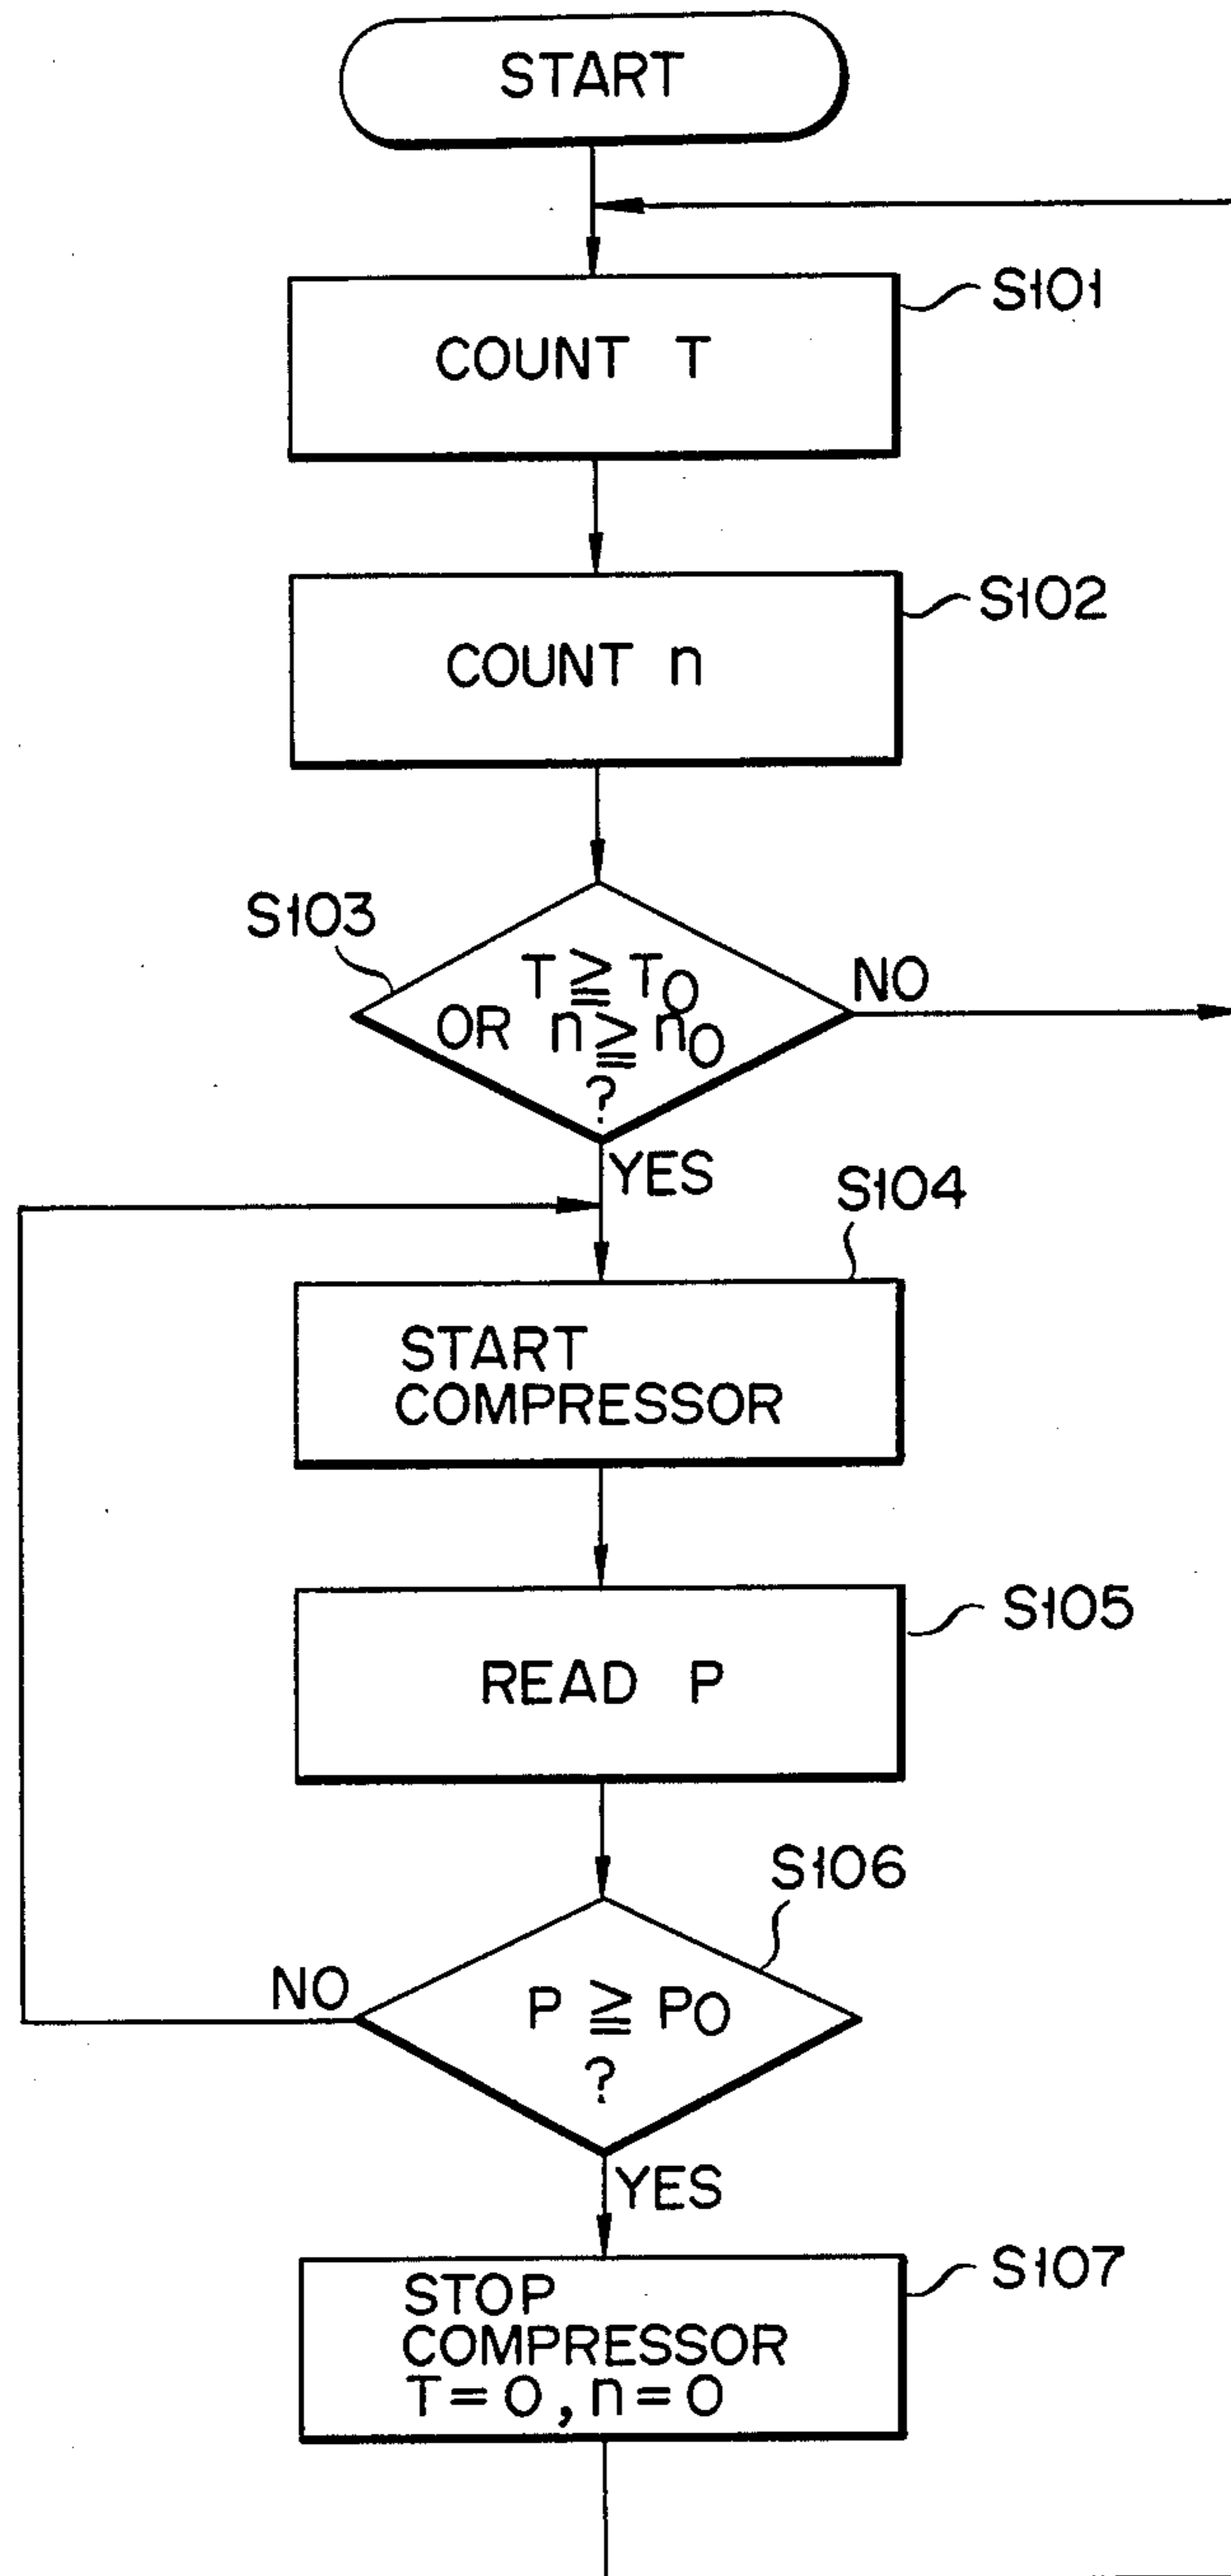 START
S101
COUNT T
S102
COUNT n
S103
T ≧ T0
OR n ≧ n0
?
NO
YES
S104
START
COMPRESSOR
S105
READ P
S106
NO
P ≧ P0
?
YES
S107
STOP
COMPRESSOR
T=0, n=0